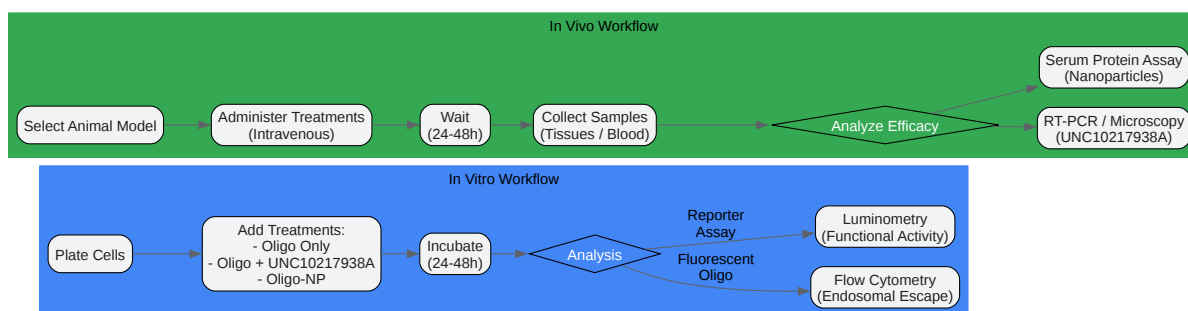 In Vivo Workflow
Select Animal Model
Administer Treatments
(Intravenous)
Wait
(24-48h)
Collect Samples
(Tissues / Blood)
Analyze Efficacy
Serum Protein Assay
(Nanoparticles)
RT-PCR / Microscopy
(UNC10217938A)
In Vitro Workflow
Plate Cells
Add Treatments:
- Oligo Only
- Oligo + UNC10217938A
- Oligo-NP
Incubate
(24-48h)
Analysis
Reporter
Assay
Fluorescent
Oligo
Luminometry
(Functional Activity)
Flow Cytometry
(Endosomal Escape)